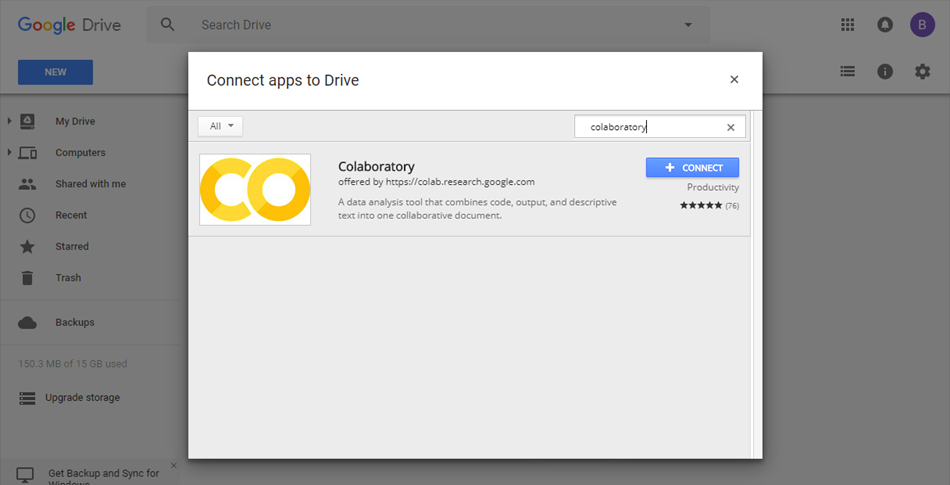 Google Drive
Search Drive
B
NEW
Connect apps to Drive
All
colaboratory
My Drive
Computers
Shared with me
Recent
Starred
Trash
Backups
150.3 MB of 15 GB used
Upgrade storage
Get Backup and Sync for
Windows
Colaboratory
offered by https://colab.research.google.com
A data analysis tool that combines code, output, and descriptive
text into one collaborative document.
CONNECT
Productivity
(76)